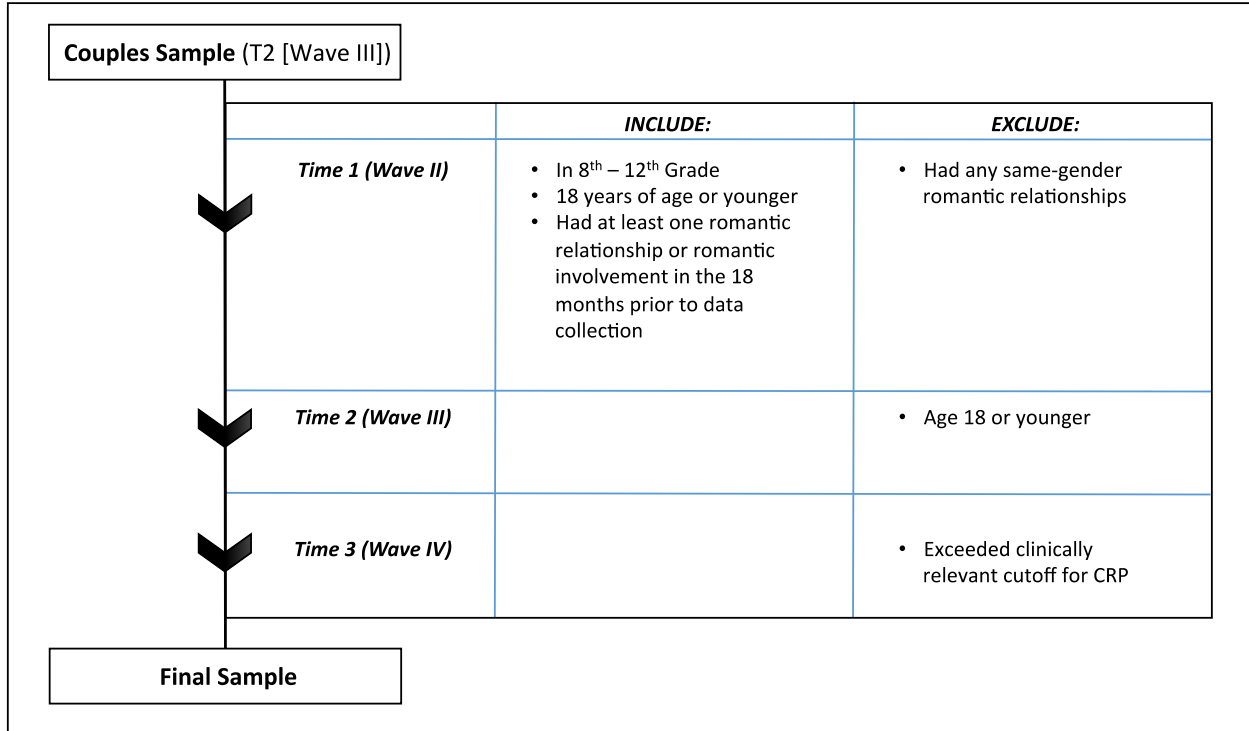 Couples Sample (T2 [Wave III])
INCLUDE:
EXCLUDE:
Time 1 (Wave II)
• In 8th – 12th Grade
• 18 years of age or younger
• Had at least one romantic
relationship or romantic
involvement in the 18
months prior to data
collection
• Had any same-gender
romantic relationships
Time 2 (Wave III)
• Age 18 or younger
Time 3 (Wave IV)
• Exceeded clinically
relevant cutoff for CRP
Final Sample